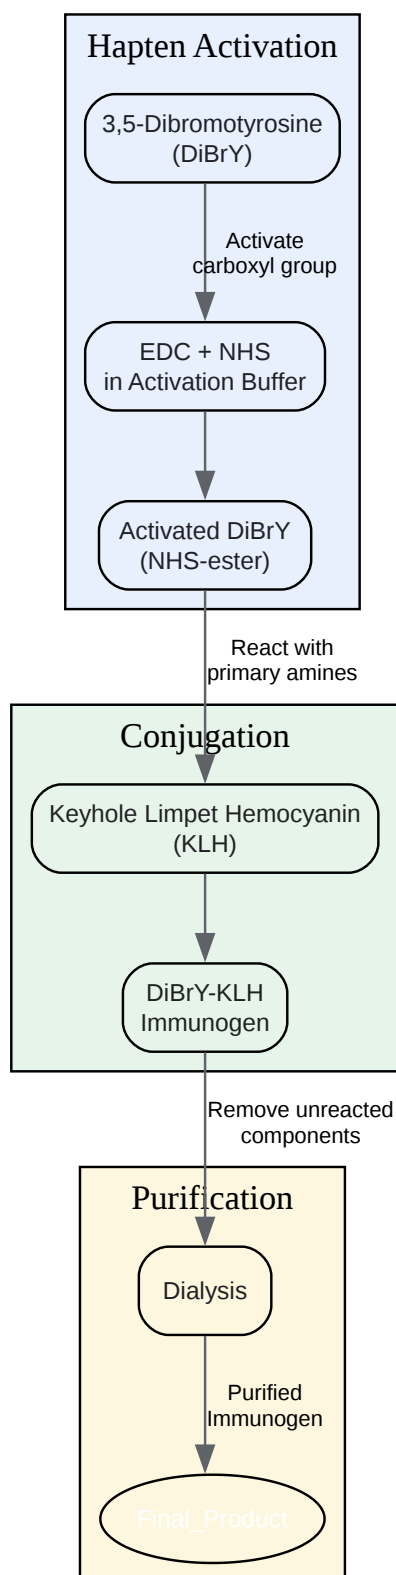 Hapten Activation
3,5-Dibromotyrosine
(DiBrY)
Activate
carboxyl group
EDC + NHS
in Activation Buffer
Activated DiBrY
(NHS-ester)
React with
primary amines
Conjugation
Keyhole Limpet Hemocyanin
(KLH)
DiBrY-KLH
Immunogen
Remove unreacted
components
Purification
Dialysis
Purified
Immunogen
Final_Product